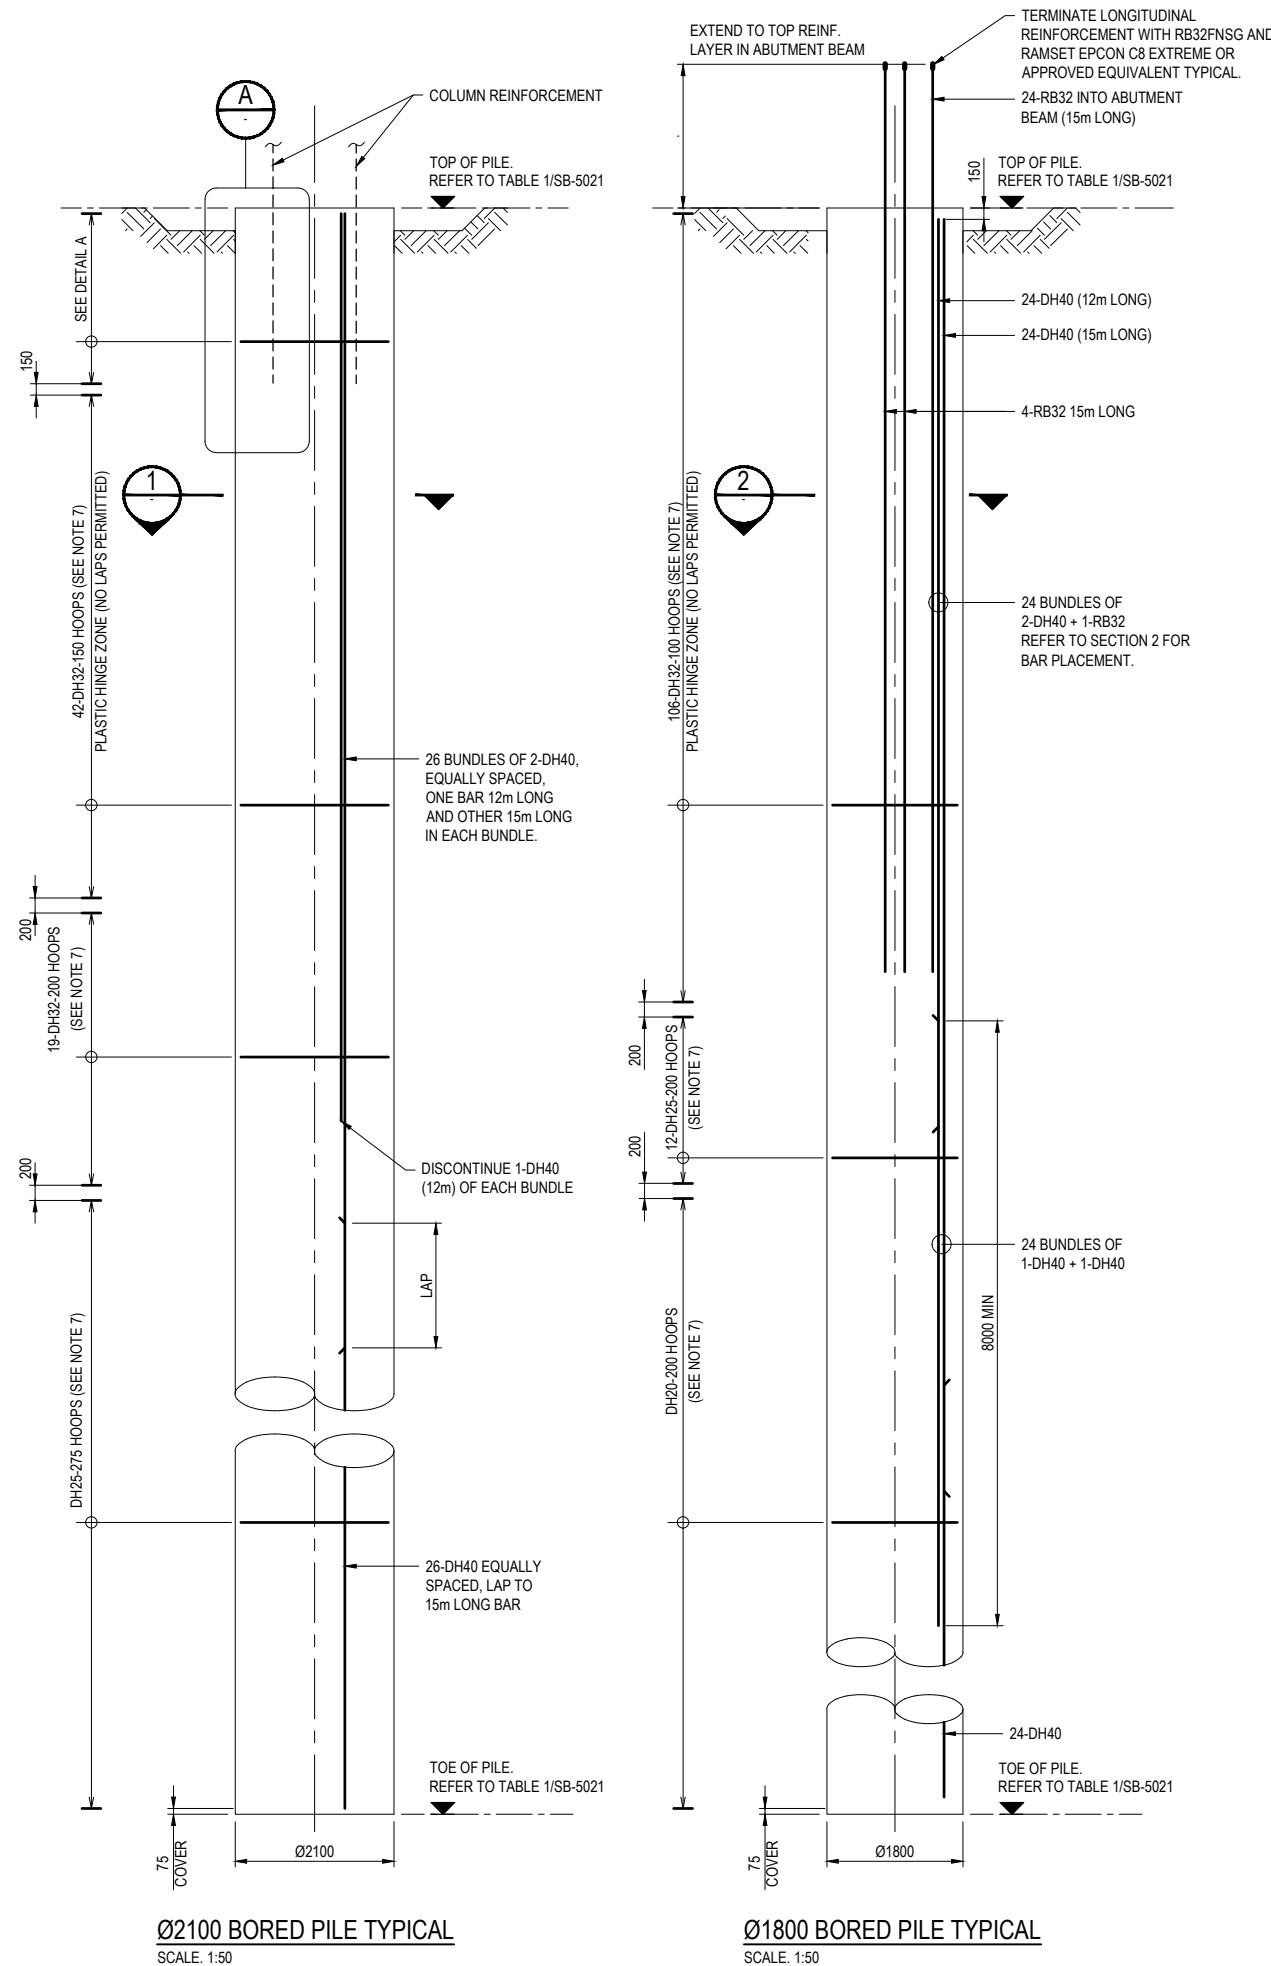 A
-
COLUMN REINFORCEMENT
TOP OF PILE.
REFER TO TABLE 1/SB-5021
SEE DETAIL A
150
42-DH32-150 HOOPS (SEE NOTE 7)
PLASTIC HINGE ZONE (NO LAPS PERMITTED)
1
-
26 BUNDLES OF 2-DH40,
EQUALLY SPACED,
ONE BAR 12m LONG
AND OTHER 15m LONG
IN EACH BUNDLE.
200
19-DH32-200 HOOPS
(SEE NOTE 7)
200
DISCONTINUE 1-DH40
(12m) OF EACH BUNDLE
LAP
DH25-275 HOOPS (SEE NOTE 7)
26-DH40 EQUALLY
SPACED, LAP TO
15m LONG BAR
TOE OF PILE.
REFER TO TABLE 1/SB-5021
75
COVER
Ø2100
Ø2100 BORED PILE TYPICAL
SCALE. 1:50
EXTEND TO TOP REINF.
LAYER IN ABUTMENT BEAM
TERMINATE LONGITUDINAL
REINFORCEMENT WITH RB32FNSG AND
RAMSET EPCON C8 EXTREME OR
APPROVED EQUIVALENT TYPICAL.
24-RB32 INTO ABUTMENT
BEAM (15m LONG)
150
TOP OF PILE.
REFER TO TABLE 1/SB-5021
24-DH40 (12m LONG)
24-DH40 (15m LONG)
4-RB32 15m LONG
106-DH32-100 HOOPS (SEE NOTE 7)
PLASTIC HINGE ZONE (NO LAPS PERMITTED)
2
-
24 BUNDLES OF
2-DH40 + 1-RB32
REFER TO SECTION 2 FOR
BAR PLACEMENT.
200
12-DH25-200 HOOPS
(SEE NOTE 7)
200
24 BUNDLES OF
1-DH40 + 1-DH40
8000 MIN
DH20-200 HOOPS
(SEE NOTE 7)
24-DH40
TOE OF PILE.
REFER TO TABLE 1/SB-5021
75
COVER
Ø1800
Ø1800 BORED PILE TYPICAL
SCALE. 1:50